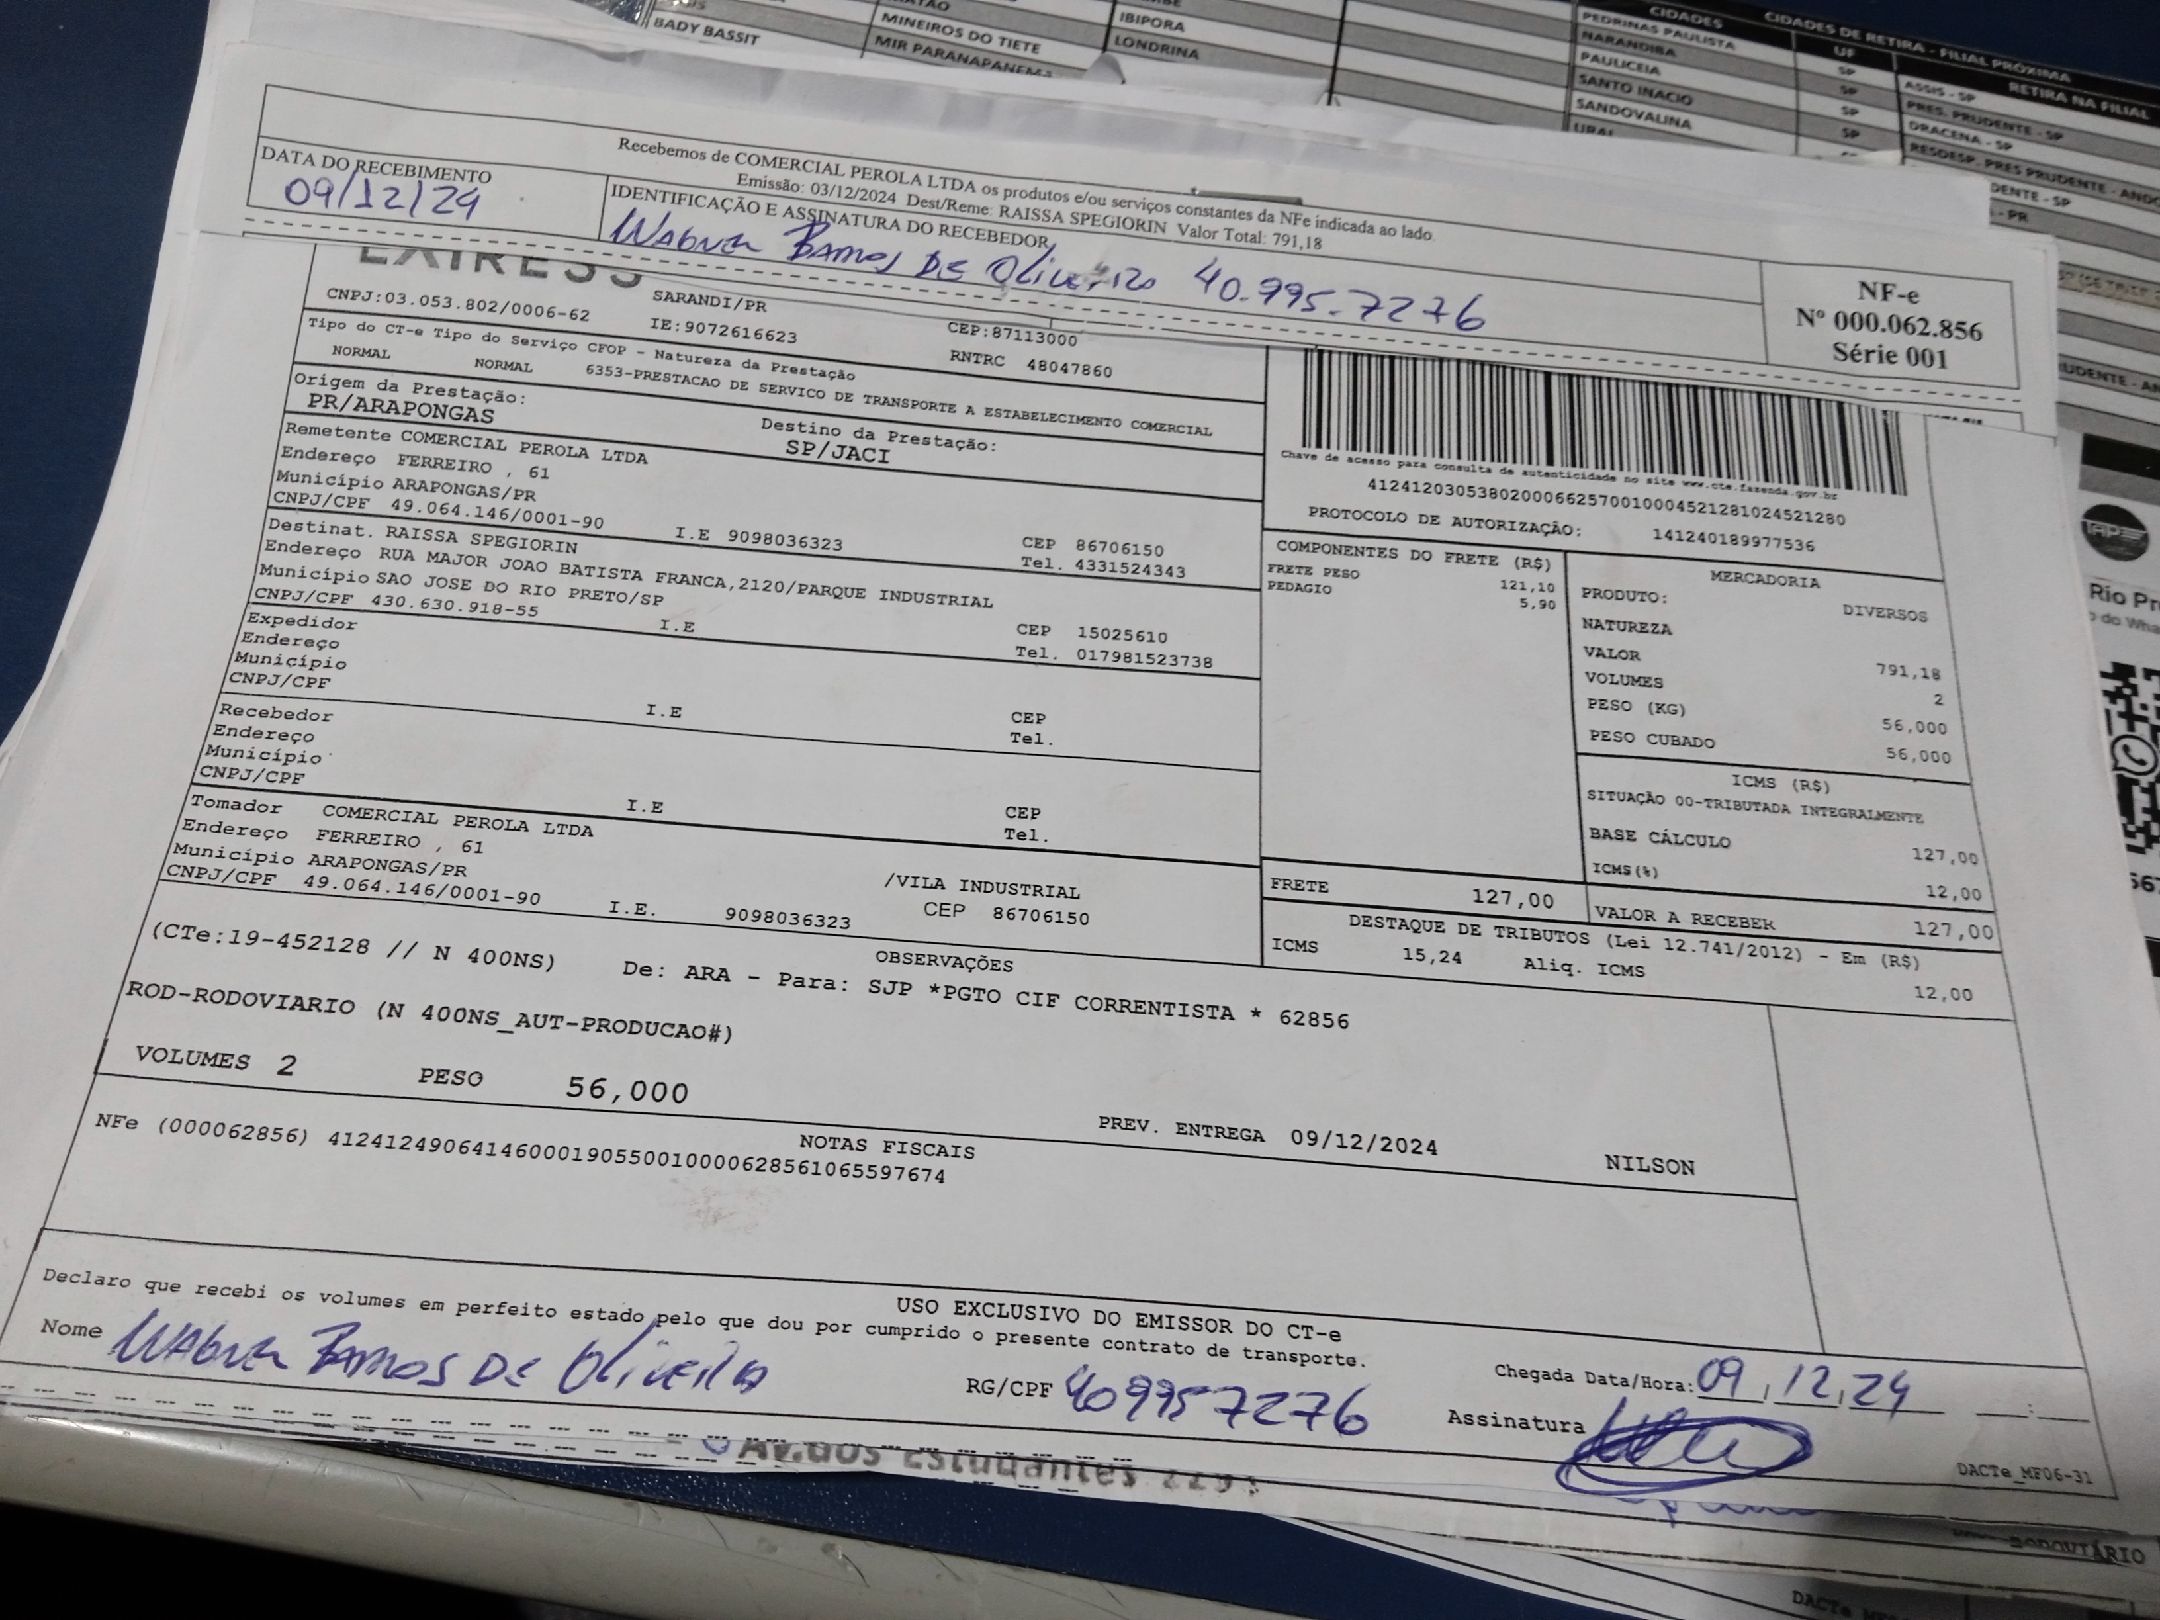 BADY BASSIT
MINEIROS DO TIETE
MIR PARANAPANEMA
IBIPORA
LONDRINA
CIDADES
UF
CIDADES DE RETIRA - FILIAL PRÓXIMA
RETIRA NA FILIAL
PEDRINAS PAULISTA SP ASSIS - SP
NARANDIBA SP PRES. PRUDENTE - SP
PAULICEIA SP DRACENA - SP
SANTO INACIO
SANDOVALINA
Recebemos de COMERCIAL PEROLA LTDA os produtos e/ou serviços constantes da NFe indicada ao lado.
Emissão: 03/12/2024 Dest/Reme: RAISSA SPEGIORIN Valor Total: 791,18
DATA DO RECEBIMENTO
09/12/24
IDENTIFICAÇÃO E ASSINATURA DO RECEBEDOR
WAGNER RAMOS DE OLIVEIRA 40.995.7276
NF-e
Nº 000.062.856
Série 001
CNPJ:03.053.802/0006-62
SARANDI/PR
IE:9072616623
CEP:87113000
RNTRC 48047860
Tipo do CT-e Tipo do Serviço CFOP - Natureza da Prestação
NORMAL NORMAL 6353-PRESTACAO DE SERVICO DE TRANSPORTE A ESTABELECIMENTO COMERCIAL
Origem da Prestação:
PR/ARAPONGAS
Destino da Prestação:
SP/JACI
Chave de acesso para consulta de autenticidade no site www.cte.fazenda.gov.br
41241203053802000662570010004521281024521280
PROTOCOLO DE AUTORIZAÇÃO: 141240189977536
Remetente COMERCIAL PEROLA LTDA
Endereço FERREIRO , 61
Município ARAPONGAS/PR CEP 86706150
CNPJ/CPF 49.064.146/0001-90 I.E 9098036323 Tel. 4331524343
Destinat. RAISSA SPEGIORIN
Endereço RUA MAJOR JOAO BATISTA FRANCA,2120/PARQUE INDUSTRIAL
Município SAO JOSE DO RIO PRETO/SP CEP 15025610
CNPJ/CPF 430.630.918-55 I.E Tel. 017981523738
Expedidor
Endereço
Município CEP
CNPJ/CPF I.E Tel.
Recebedor
Endereço
Município CEP
CNPJ/CPF I.E Tel.
Tomador COMERCIAL PEROLA LTDA
Endereço FERREIRO , 61 /VILA INDUSTRIAL
Município ARAPONGAS/PR CEP 86706150
CNPJ/CPF 49.064.146/0001-90 I.E. 9098036323
COMPONENTES DO FRETE (R$)
FRETE PESO 121,10
PEDAGIO 5,90
FRETE 127,00
MERCADORIA
PRODUTO: DIVERSOS
NATUREZA
VALOR 791,18
VOLUMES 2
PESO (KG) 56,000
PESO CUBADO 56,000
ICMS (R$)
SITUAÇÃO 00-TRIBUTADA INTEGRALMENTE
BASE CÁLCULO 127,00
ICMS(%) 12,00
VALOR A RECEBER 127,00
DESTAQUE DE TRIBUTOS (Lei 12.741/2012) - Em (R$)
ICMS 15,24 Aliq. ICMS 12,00
OBSERVAÇÕES
(CTe:19-452128 // N 400NS) De: ARA - Para: SJP *PGTO CIF CORRENTISTA * 62856
ROD-RODOVIARIO (N 400NS_AUT-PRODUCAO#)
VOLUMES 2 PESO 56,000 PREV. ENTREGA 09/12/2024 NILSON
NOTAS FISCAIS
NFe (000062856) 41241249064146000190550010000628561065597674
USO EXCLUSIVO DO EMISSOR DO CT-e
Declaro que recebi os volumes em perfeito estado pelo que dou por cumprido o presente contrato de transporte.
Nome WAGNER RAMOS DE OLIVEIRA RG/CPF 409957276
Chegada Data/Hora: 09,12,24 __:__
Assinatura
DACTe_MF06-31
Av.dos Estudantes
RODOVIÁRIO